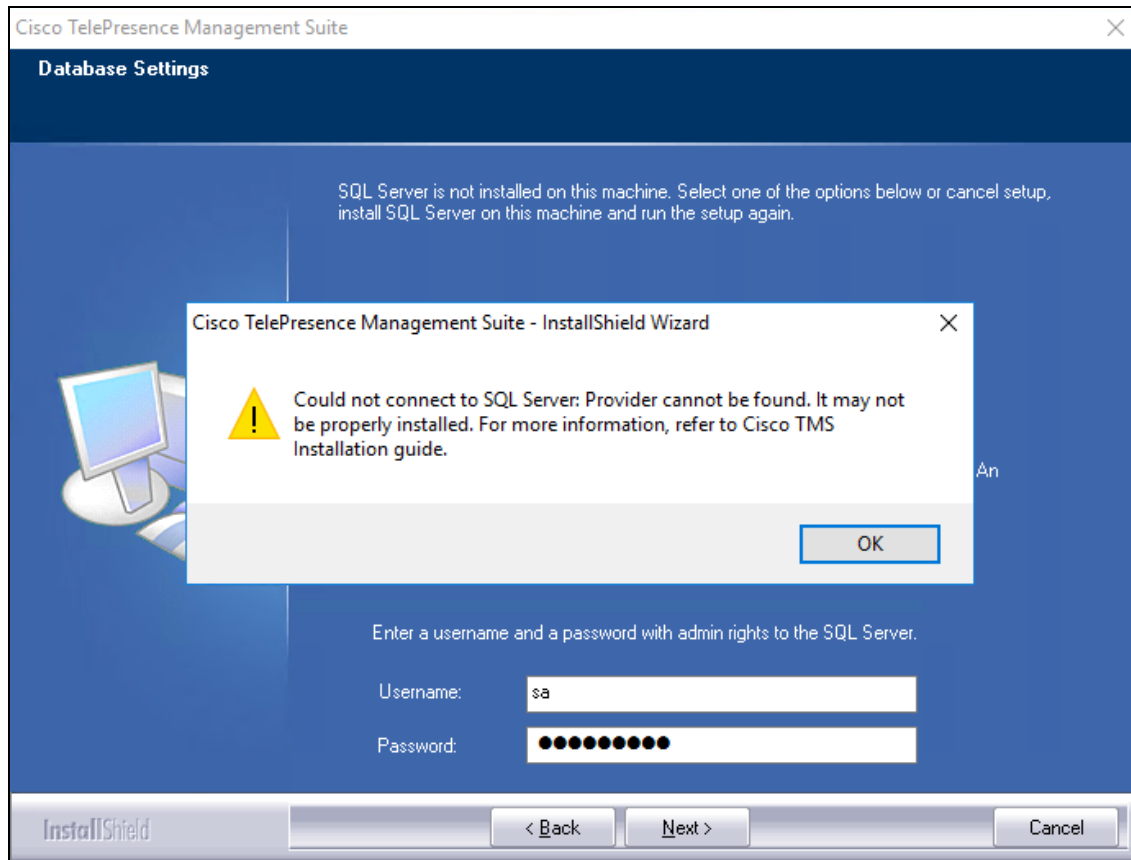 Cisco TelePresence Management Suite
Database Settings
SQL Server is not installed on this machine. Select one of the options below or cancel setup,
install SQL Server on this machine and run the setup again.
Cisco TelePresence Management Suite - InstallShield Wizard
Could not connect to SQL Server: Provider cannot be found. It may not
be properly installed. For more information, refer to Cisco TMS
Installation guide.
An
OK
Enter a username and a password with admin rights to the SQL Server.
Username:
sa
Password:
●●●●●●●●●
InstallShield
< Back
Next >
Cancel